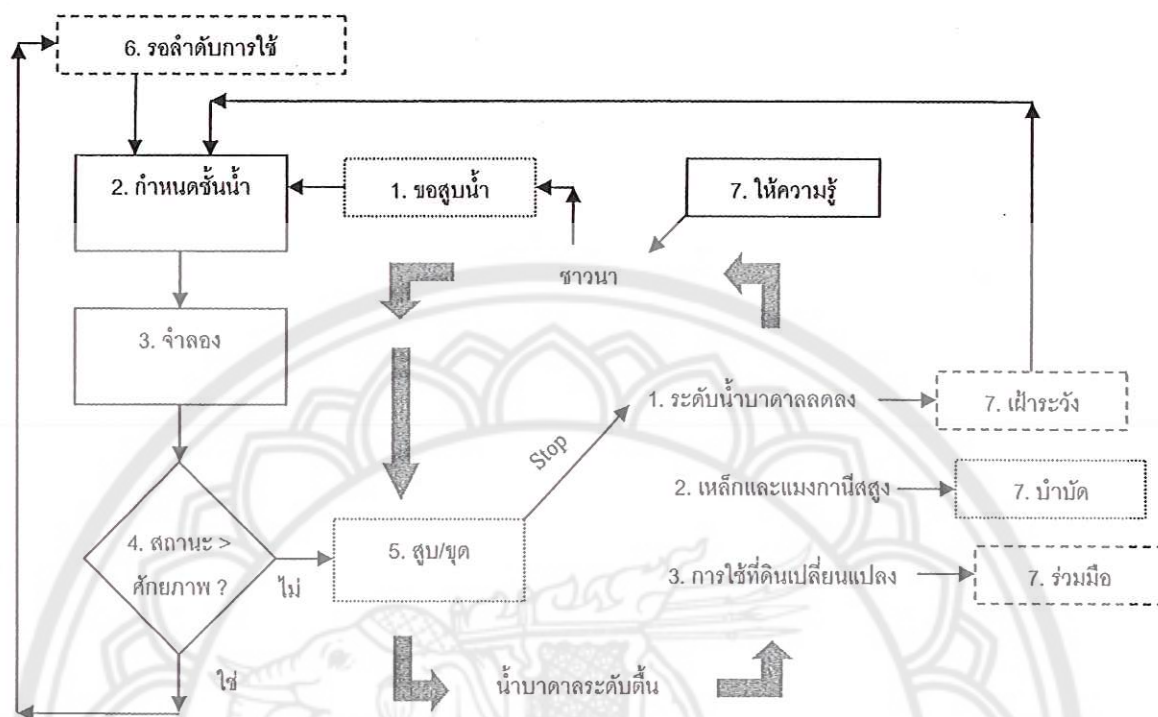 6. รอลำดับการใช้
2. กำหนดชั้นน้ำ
1. ขอสูบน้ำ
7. ให้ความรู้
ชาวนา
3. จำลอง
1. ระดับน้ำบาดาลลดลง
7. เฝ้าระวัง
Stop
2. เหล็กและแมงกานีสสูง
7. บำบัด
4. สถานะ >
ศักยภาพ ?
ไม่
5. สูบ/ขุด
3. การใช้ที่ดินเปลี่ยนแปลง
7. ร่วมมือ
ใช่
น้ำบาดาลระดับตื้น